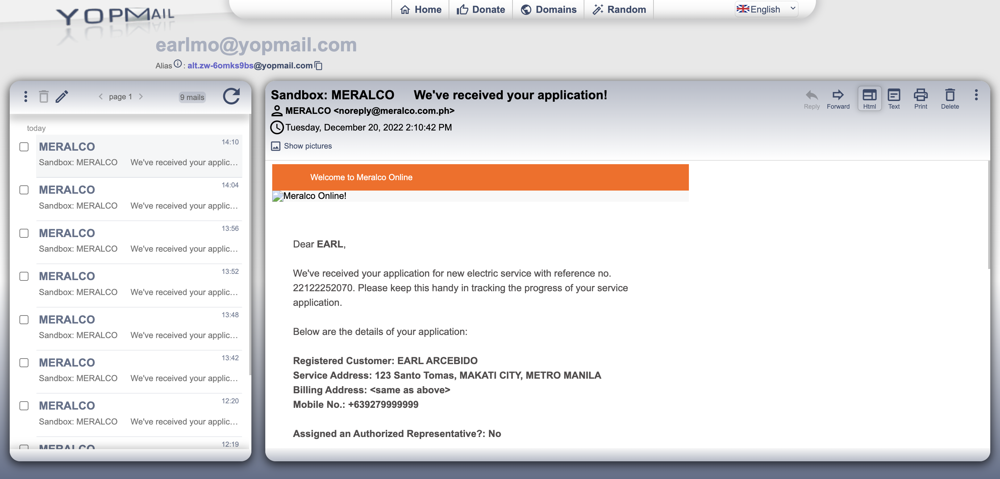 YOPMAIL
Home
Donate
Domains
Random
English
earlmo@yopmail.com
Alias : alt.zw-6omks9bs@yopmail.com
page 1
9 mails
today
MERALCO 14:10
Sandbox: MERALCO We've received your applic...
MERALCO 14:04
Sandbox: MERALCO We've received your applic...
MERALCO 13:56
Sandbox: MERALCO We've received your applic...
MERALCO 13:52
Sandbox: MERALCO We've received your applic...
MERALCO 13:48
Sandbox: MERALCO We've received your applic...
MERALCO 13:42
Sandbox: MERALCO We've received your applic...
MERALCO 12:20
Sandbox: MERALCO We've received your applic...
MERALCO 12:19
Sandbox: MERALCO We've received your application!
Reply
Forward
Html
Text
Print
Delete
MERALCO <noreply@meralco.com.ph>
Tuesday, December 20, 2022 2:10:42 PM
Show pictures
Welcome to Meralco Online
Meralco Online!
Dear EARL,
We've received your application for new electric service with reference no.
22122252070. Please keep this handy in tracking the progress of your service
application.
Below are the details of your application:
Registered Customer: EARL ARCEBIDO
Service Address: 123 Santo Tomas, MAKATI CITY, METRO MANILA
Billing Address: <same as above>
Mobile No.: +639279999999
Assigned an Authorized Representative?: No